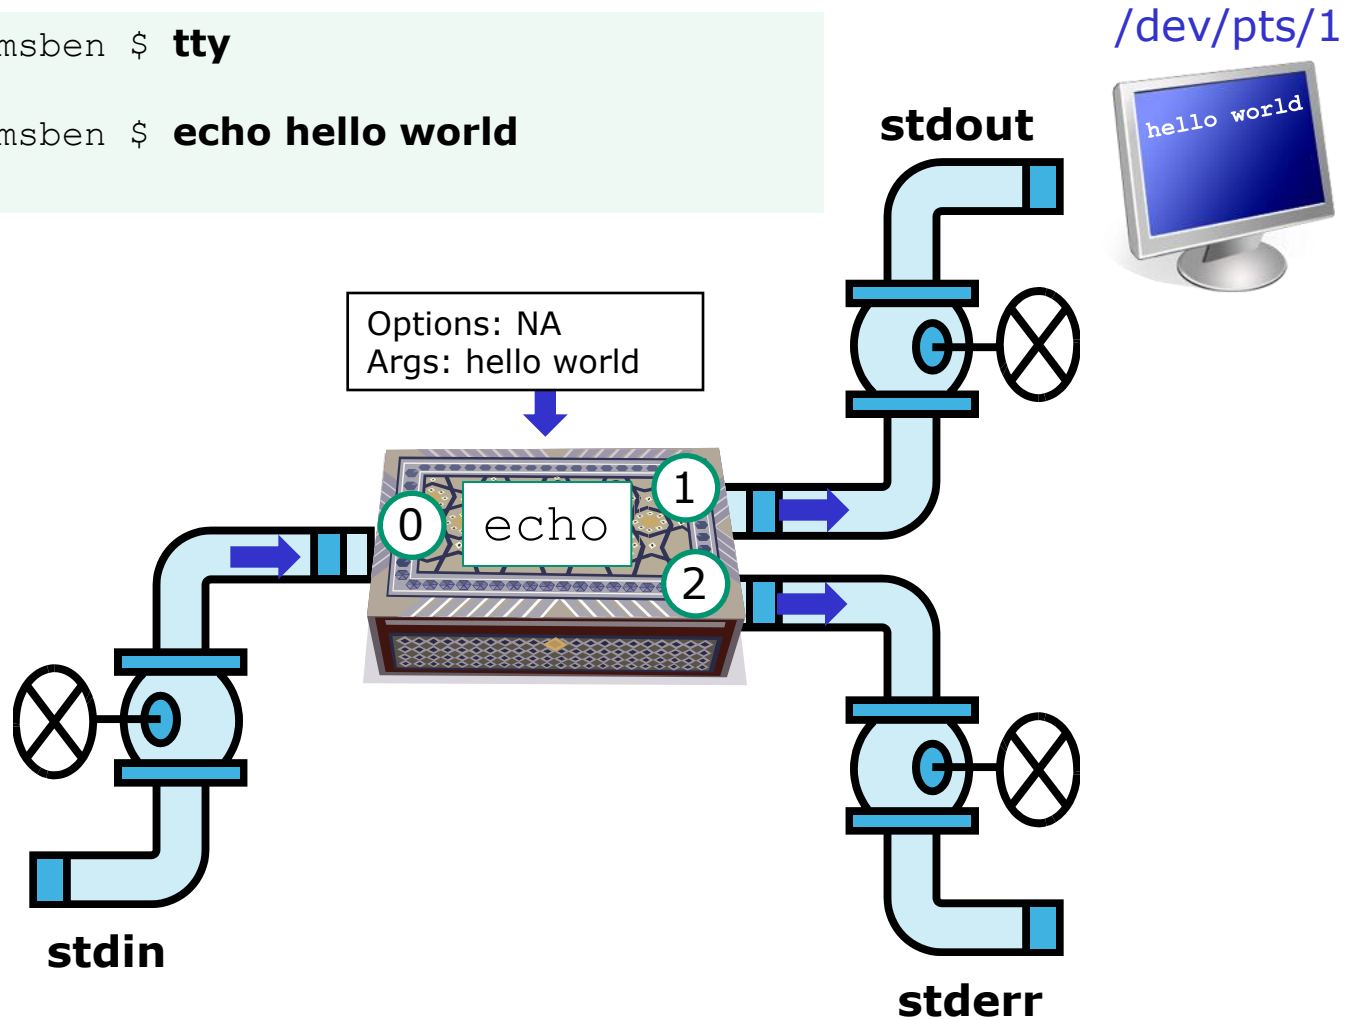 /dev/pts/1
msben $ tty
msben $ echo hello world
hello world
stdout
Options: NA
Args: hello world
0
echo
1
2
stdin
stderr